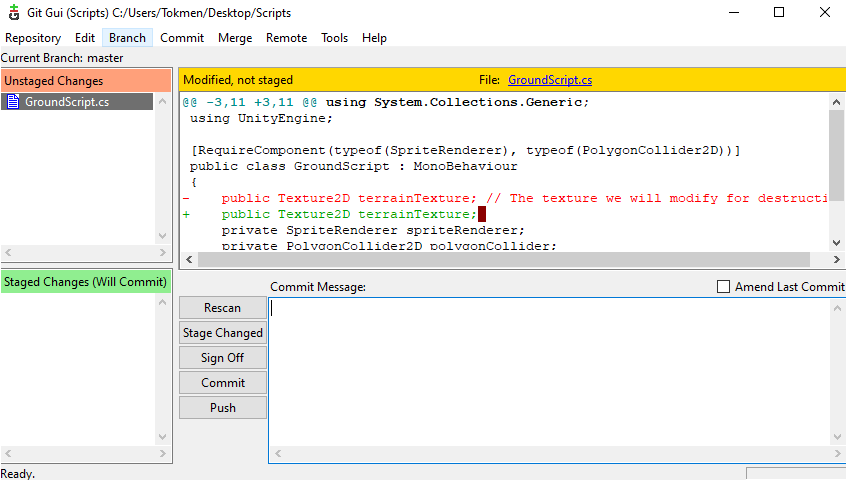 Git Gui (Scripts) C:/Users/Tokmen/Desktop/Scripts
Repository Edit Branch Commit Merge Remote Tools Help
Current Branch: master
Unstaged Changes
GroundScript.cs
Modified, not staged File: GroundScript.cs
@@ -3,11 +3,11 @@ using System.Collections.Generic;
using UnityEngine;
[RequireComponent(typeof(SpriteRenderer), typeof(PolygonCollider2D))]
public class GroundScript : MonoBehaviour
{
- public Texture2D terrainTexture; // The texture we will modify for destructi
+ public Texture2D terrainTexture;
private SpriteRenderer spriteRenderer;
private PolygonCollider2D polygonCollider;
Staged Changes (Will Commit)
Commit Message: Amend Last Commit
Rescan
Stage Changed
Sign Off
Commit
Push
Ready.